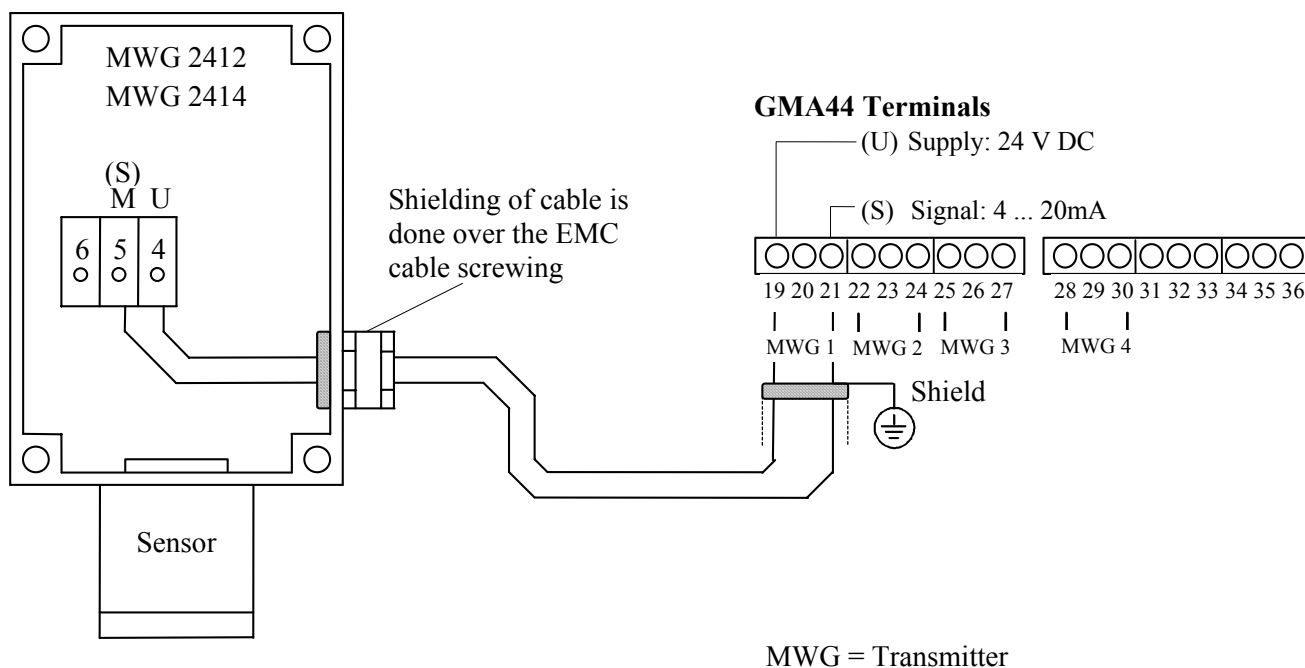 MWG 2412
MWG 2414
(S)
M U
6 5 4
Sensor
Shielding of cable is
done over the EMC
cable screwing
GMA44 Terminals
(U) Supply: 24 V DC
(S) Signal: 4 ... 20mA
19 20 21 22 23 24 25 26 27 28 29 30 31 32 33 34 35 36
MWG 1 MWG 2 MWG 3 MWG 4
Shield
MWG = Transmitter